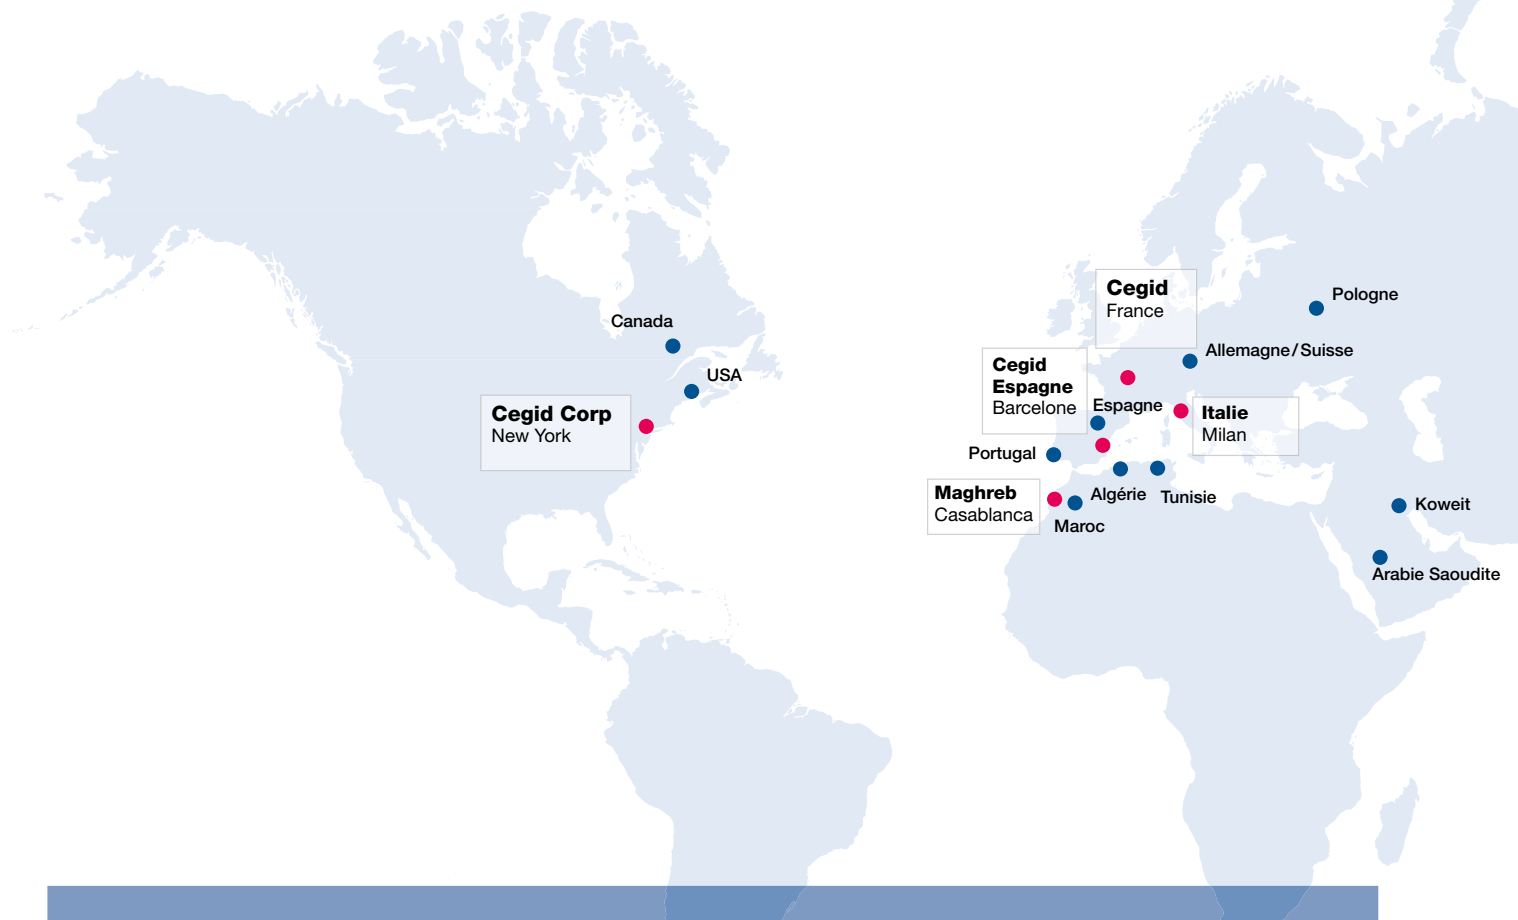 Cegid
France
Pologne
Canada
Allemagne/Suisse
Cegid
Espagne
Barcelone
USA
Espagne
Cegid Corp
New York
Italie
Milan
Portugal
Maghreb
Casablanca
Algérie
Tunisie
Maroc
Koweit
Arabie Saoudite